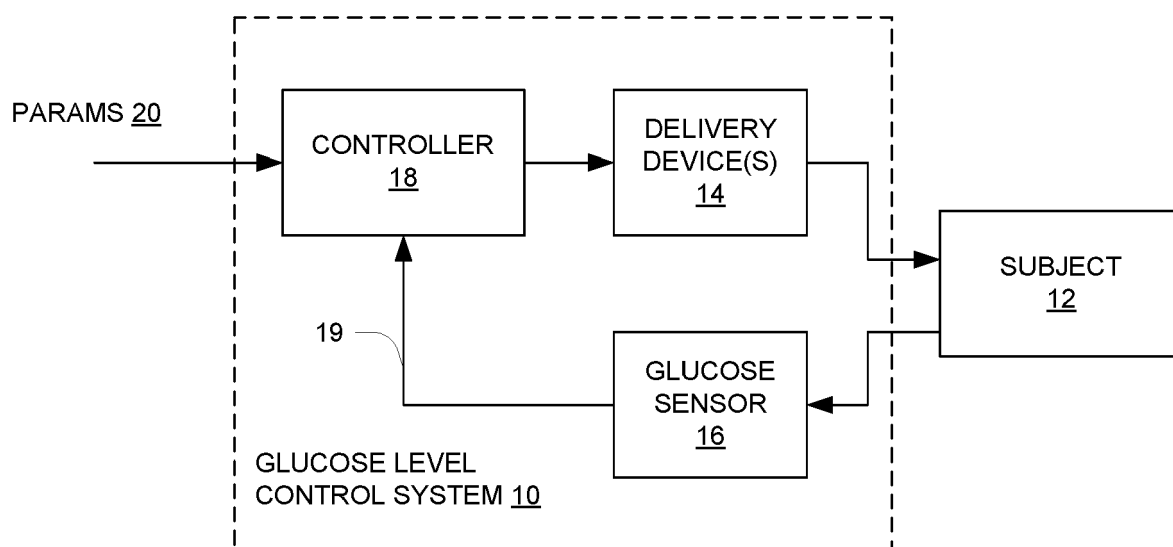 PARAMS 20
CONTROLLER
18
DELIVERY
DEVICE(S)
14
SUBJECT
12
19
GLUCOSE
SENSOR
16
GLUCOSE LEVEL
CONTROL SYSTEM 10